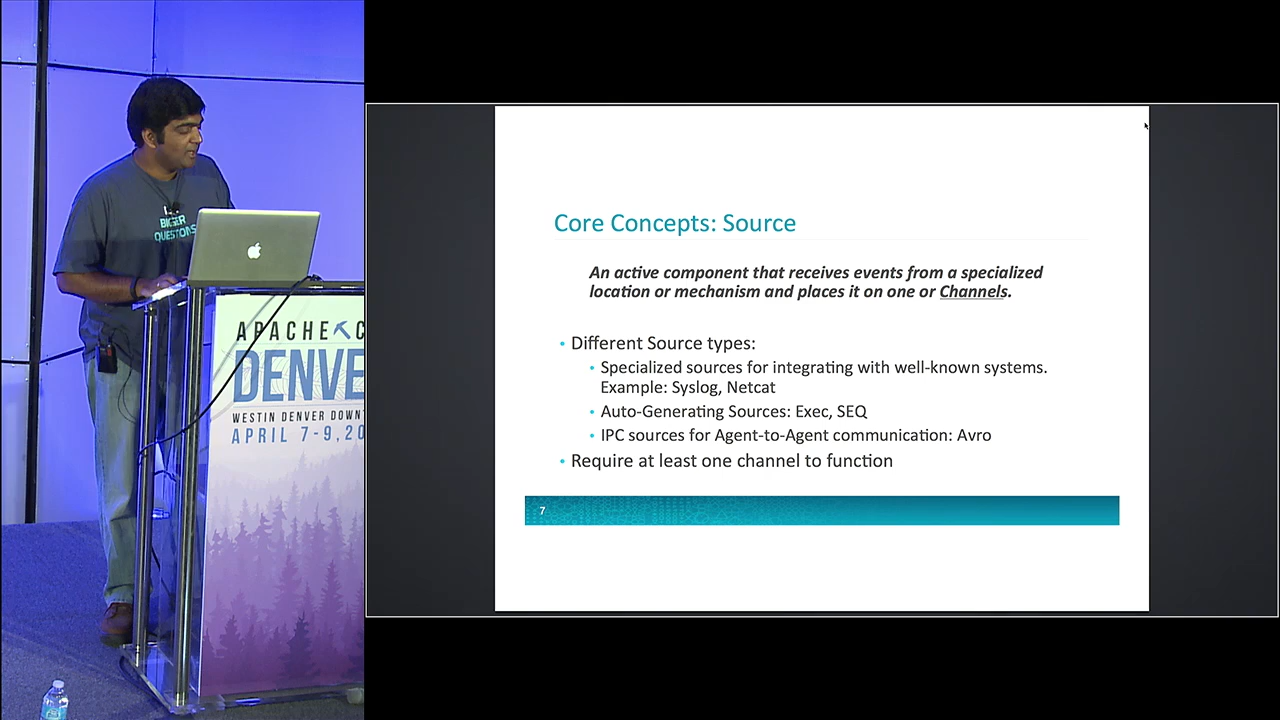 BIGGER
QUESTIONS
APACHE C
DENVE
WESTIN DENVER DOWN
APRIL 7-9, 20
Core Concepts: Source
An active component that receives events from a specialized
location or mechanism and places it on one or Channels.
• Different Source types:
• Specialized sources for integrating with well-known systems.
Example: Syslog, Netcat
• Auto-Generating Sources: Exec, SEQ
• IPC sources for Agent-to-Agent communication: Avro
• Require at least one channel to function
7